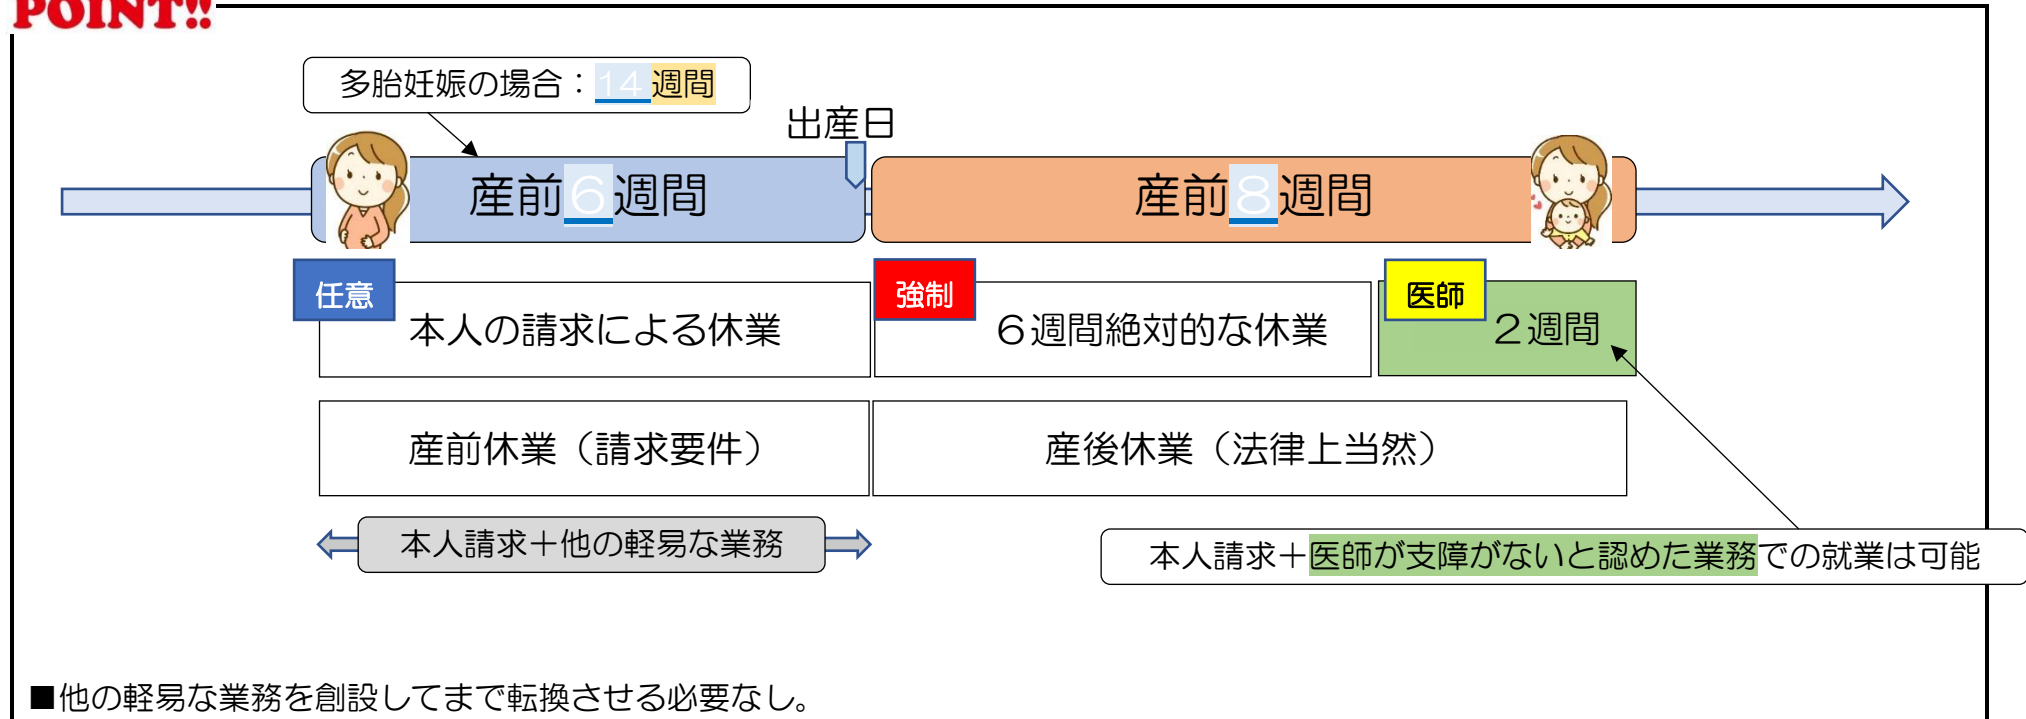 POINT!!
多胎妊娠の場合：14週間
出産日
産前6週間
産前8週間
任意
本人の請求による休業
強制
６週間絶対的な休業
医師
２週間
産前休業（請求要件）
産後休業（法律上当然）
本人請求＋他の軽易な業務
本人請求＋医師が支障がないと認めた業務での就業は可能
■他の軽易な業務を創設してまで転換させる必要なし。